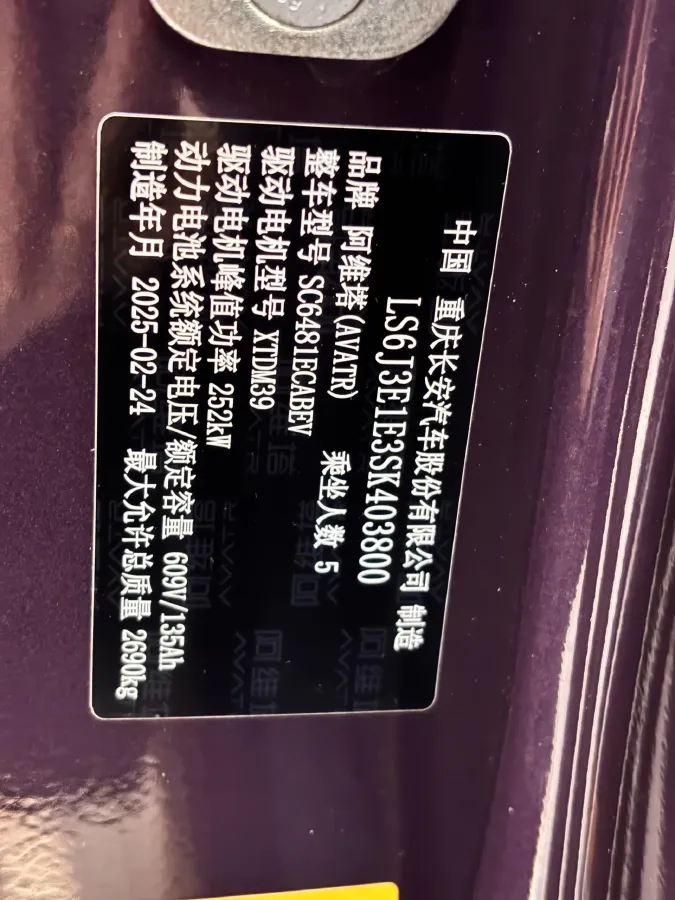 中国 重庆长安汽车股份有限公司 制造
LS6J3E1E3SK403800
品牌 阿维塔(AVATR)
整车型号 SC6481ECABEV 乘坐人数 5
驱动电机型号 XTDM39
驱动电机峰值功率 252kW
动力电池系统额定电压/额定容量 609V/135Ah
制造年月 2025-02-24 最大允许总质量 2690kg